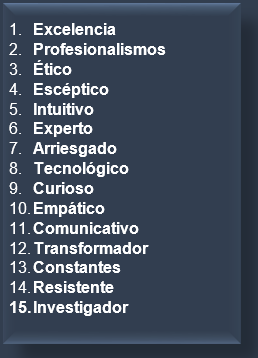 1. Excelencia
2. Profesionalismos
3. Ético
4. Escéptico
5. Intuitivo
6. Experto
7. Arriesgado
8. Tecnológico
9. Curioso
10. Empático
11. Comunicativo
12. Transformador
13. Constantes
14. Resistente
15. Investigador